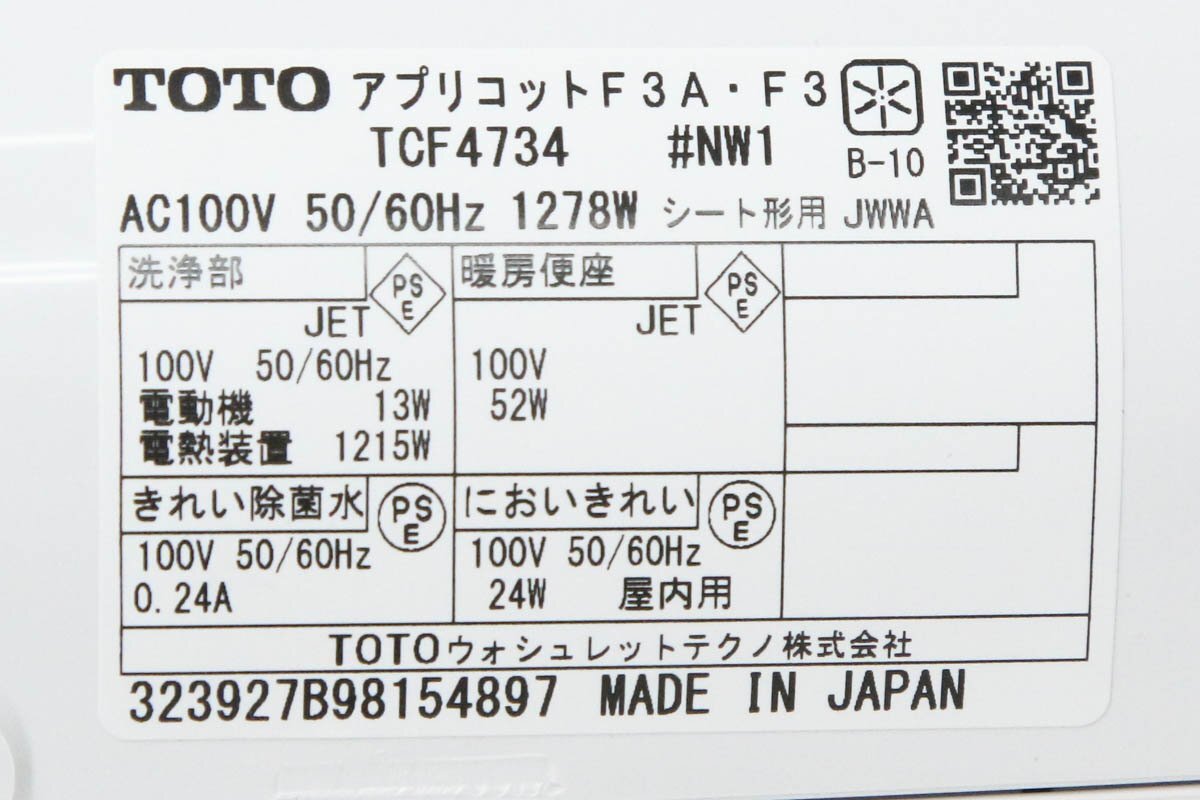 TOTO アプリコットF3A・F3
TCF4734 #NW1
B-10
AC100V 50/60Hz 1278W シート形用 JWWA
洗浄部
PSE
JET
100V 50/60Hz
電動機 13W
電熱装置 1215W
暖房便座
PSE
JET
100V
52W
きれい除菌水
PSE
100V 50/60Hz
0.24A
においきれい
PSE
100V 50/60Hz
24W 屋内用
TOTOウォシュレットテクノ株式会社
323927B98154897 MADE IN JAPAN